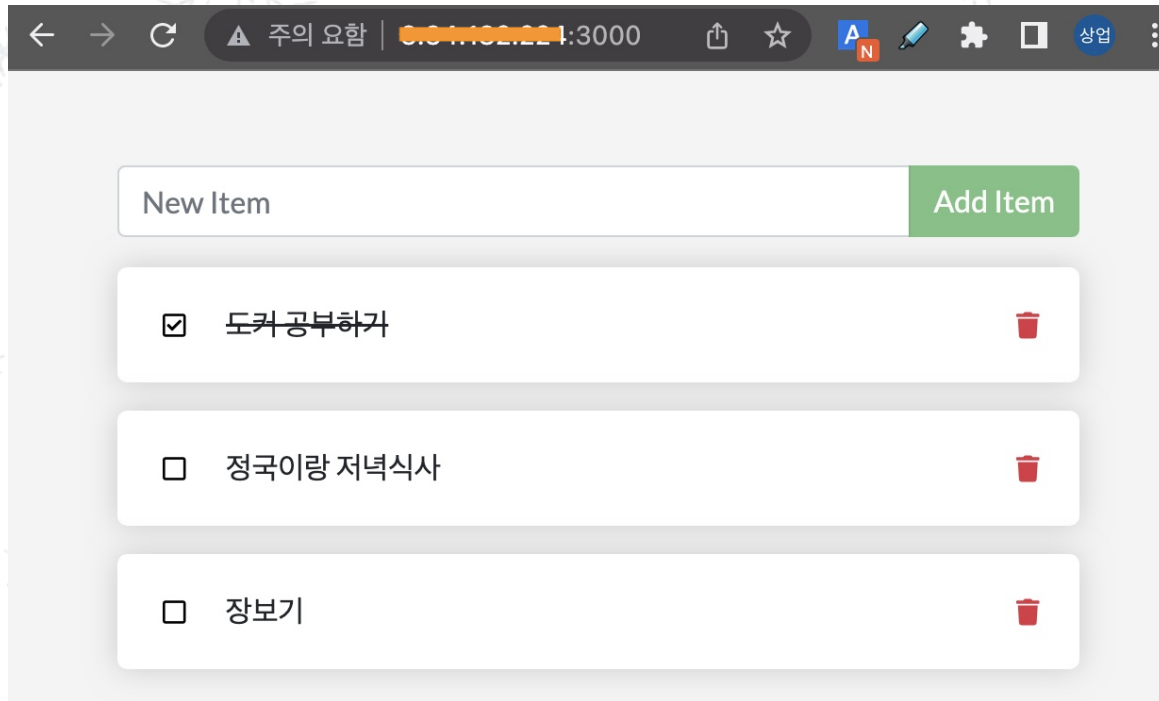 주의 요함 :3000 상업
A
N
New Item Add Item
도커 공부하기
정국이랑 저녁식사
장보기